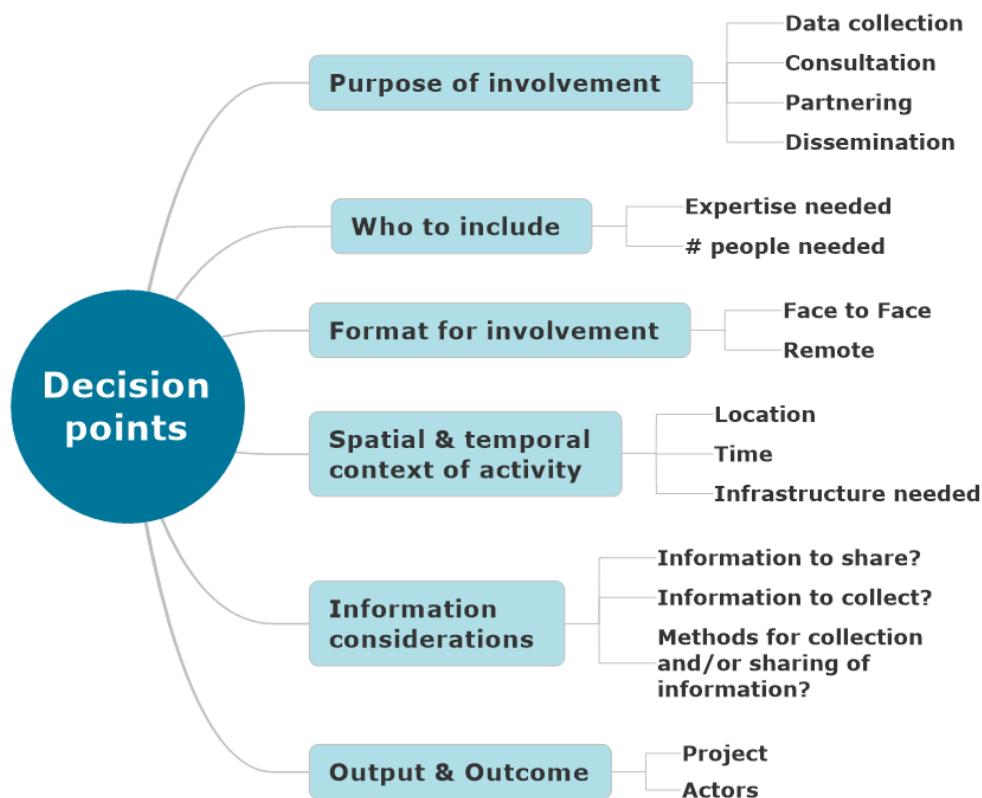 Decision
points
Purpose of involvement
Data collection
Consultation
Partnering
Dissemination
Who to include
Expertise needed
# people needed
Format for involvement
Face to Face
Remote
Spatial & temporal
context of activity
Location
Time
Infrastructure needed
Information
considerations
Information to share?
Information to collect?
Methods for collection
and/or sharing of
information?
Output & Outcome
Project
Actors